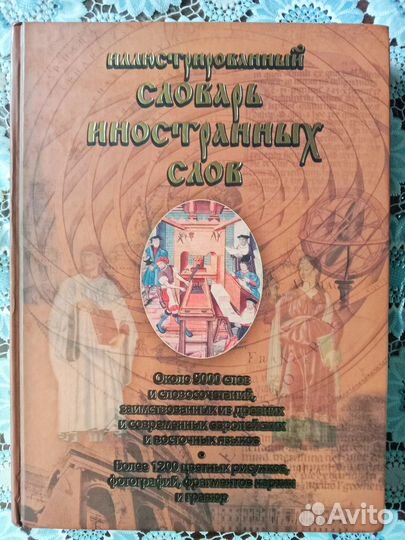 Иллюстрированный
СЛОВАРЬ
ИНОСТРАННЫХ
СЛОВ
Около 5000 слов
и словосочетаний,
заимствованных из древних
и современных европейских
и восточных языков
•
Более 1200 цветных рисунков,
фотографий, фрагментов картин
и гравюр
Avito